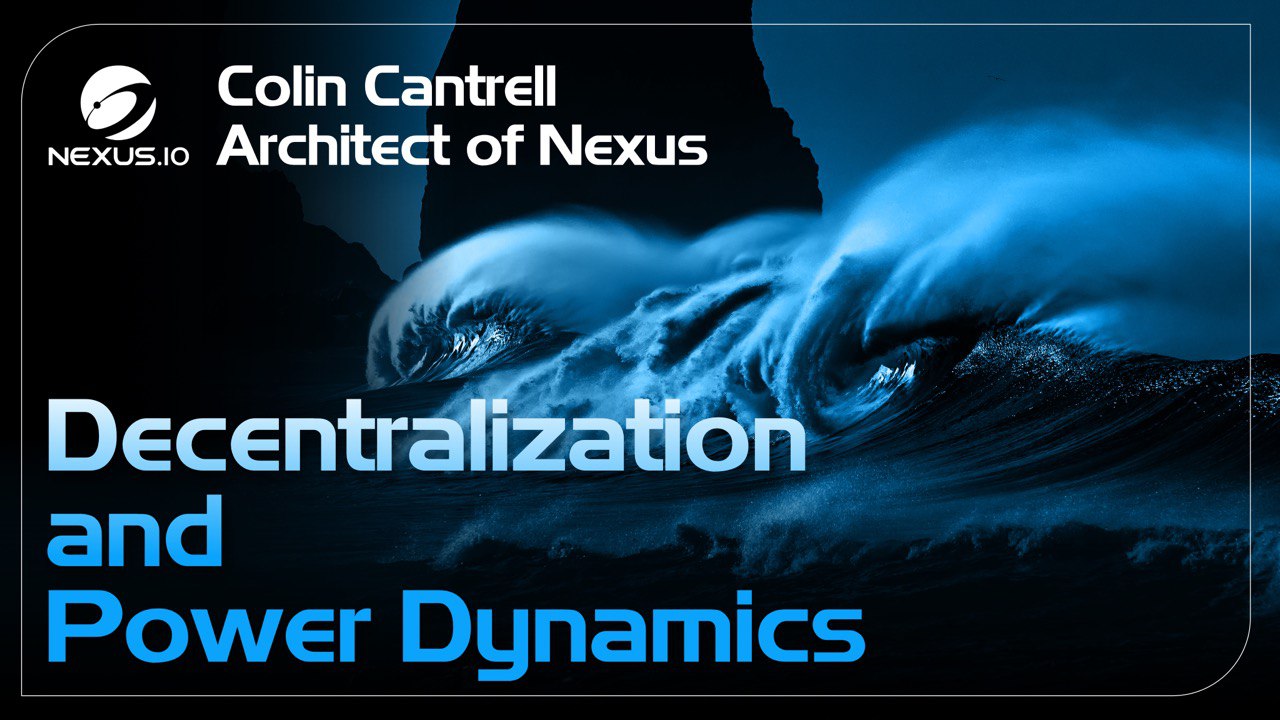 NEXUS.IO
Colin Cantrell
Architect of Nexus
Decentralization
and
Power Dynamics